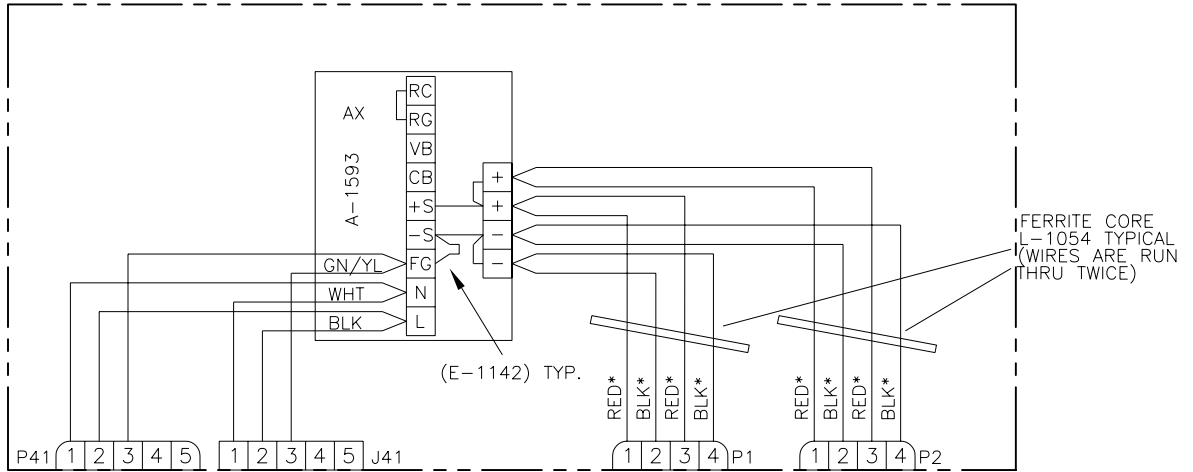 AX
A-1593
RC
RG
VB
CB
+S
-S
FG
N
L
+
+
-
-
GN/YL
WHT
BLK
(E-1142) TYP.
FERRITE CORE
L-1054 TYPICAL
(WIRES ARE RUN
THRU TWICE)
RED*
BLK*
RED*
BLK*
RED*
BLK*
RED*
BLK*
P41 1 2 3 4 5
1 2 3 4 5 J41
1 2 3 4 P1
1 2 3 4 P2